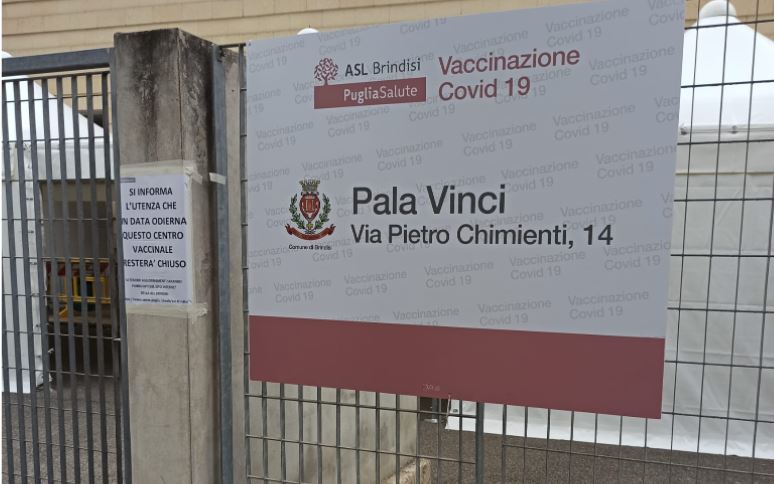 SI INFORMA
L'UTENZA CHE
IN DATA ODIERNA
QUESTO CENTRO
VACCINALE
RESTERA' CHIUSO
ASL Brindisi
PugliaSalute
Vaccinazione
Covid 19
Comune di Brindisi
Pala Vinci
Via Pietro Chimienti, 14